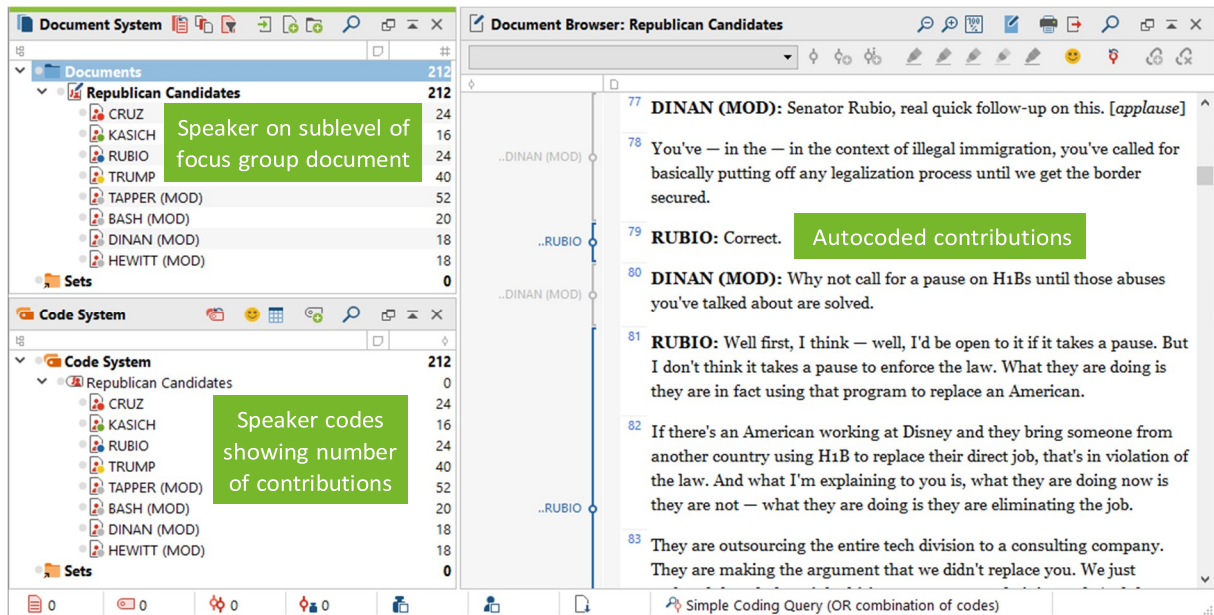 Document System
#
Documents 212
Republican Candidates 212
CRUZ 24
KASICH 16
RUBIO 24
TRUMP 40
TAPPER (MOD) 52
BASH (MOD) 20
DINAN (MOD) 18
HEWITT (MOD) 18
Sets 0
Speaker on sublevel of
focus group document
Code System
Code System 212
Republican Candidates 0
CRUZ 24
KASICH 16
RUBIO 24
TRUMP 40
TAPPER (MOD) 52
BASH (MOD) 20
DINAN (MOD) 18
HEWITT (MOD) 18
Sets 0
Speaker codes
showing number
of contributions
Document Browser: Republican Candidates
100
%
77 DINAN (MOD): Senator Rubio, real quick follow-up on this. [applause]
..DINAN (MOD)
78 You've — in the — in the context of illegal immigration, you've called for
basically putting off any legalization process until we get the border
secured.
..RUBIO
79 RUBIO: Correct.
Autocoded contributions
..DINAN (MOD)
80 DINAN (MOD): Why not call for a pause on H1Bs until those abuses
you've talked about are solved.
81 RUBIO: Well first, I think — well, I'd be open to it if it takes a pause. But
I don't think it takes a pause to enforce the law. What they are doing is
they are in fact using that program to replace an American.
82 If there's an American working at Disney and they bring someone from
another country using H1B to replace their direct job, that's in violation of
the law. And what I'm explaining to you is, what they are doing now is
they are not — what they are doing is they are eliminating the job.
..RUBIO
83 They are outsourcing the entire tech division to a consulting company.
They are making the argument that we didn't replace you. We just
0
0
0
0
Simple Coding Query (OR combination of codes)